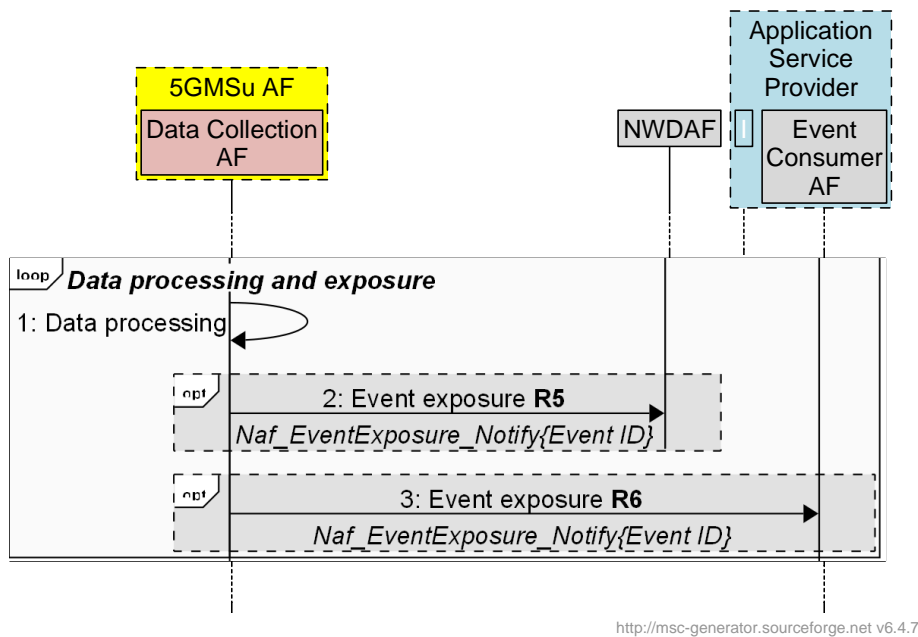 Application
Service
Provider
5GMSu AF
Data Collection
AF
NWDAF
Event
Consumer
AF
loop
Data processing and exposure
1: Data processing
opt
2: Event exposure R5
Naf_EventExposure_Notify{Event ID}
opt
3: Event exposure R6
Naf_EventExposure_Notify{Event ID}
http://msc-generator.sourceforge.net v6.4.7